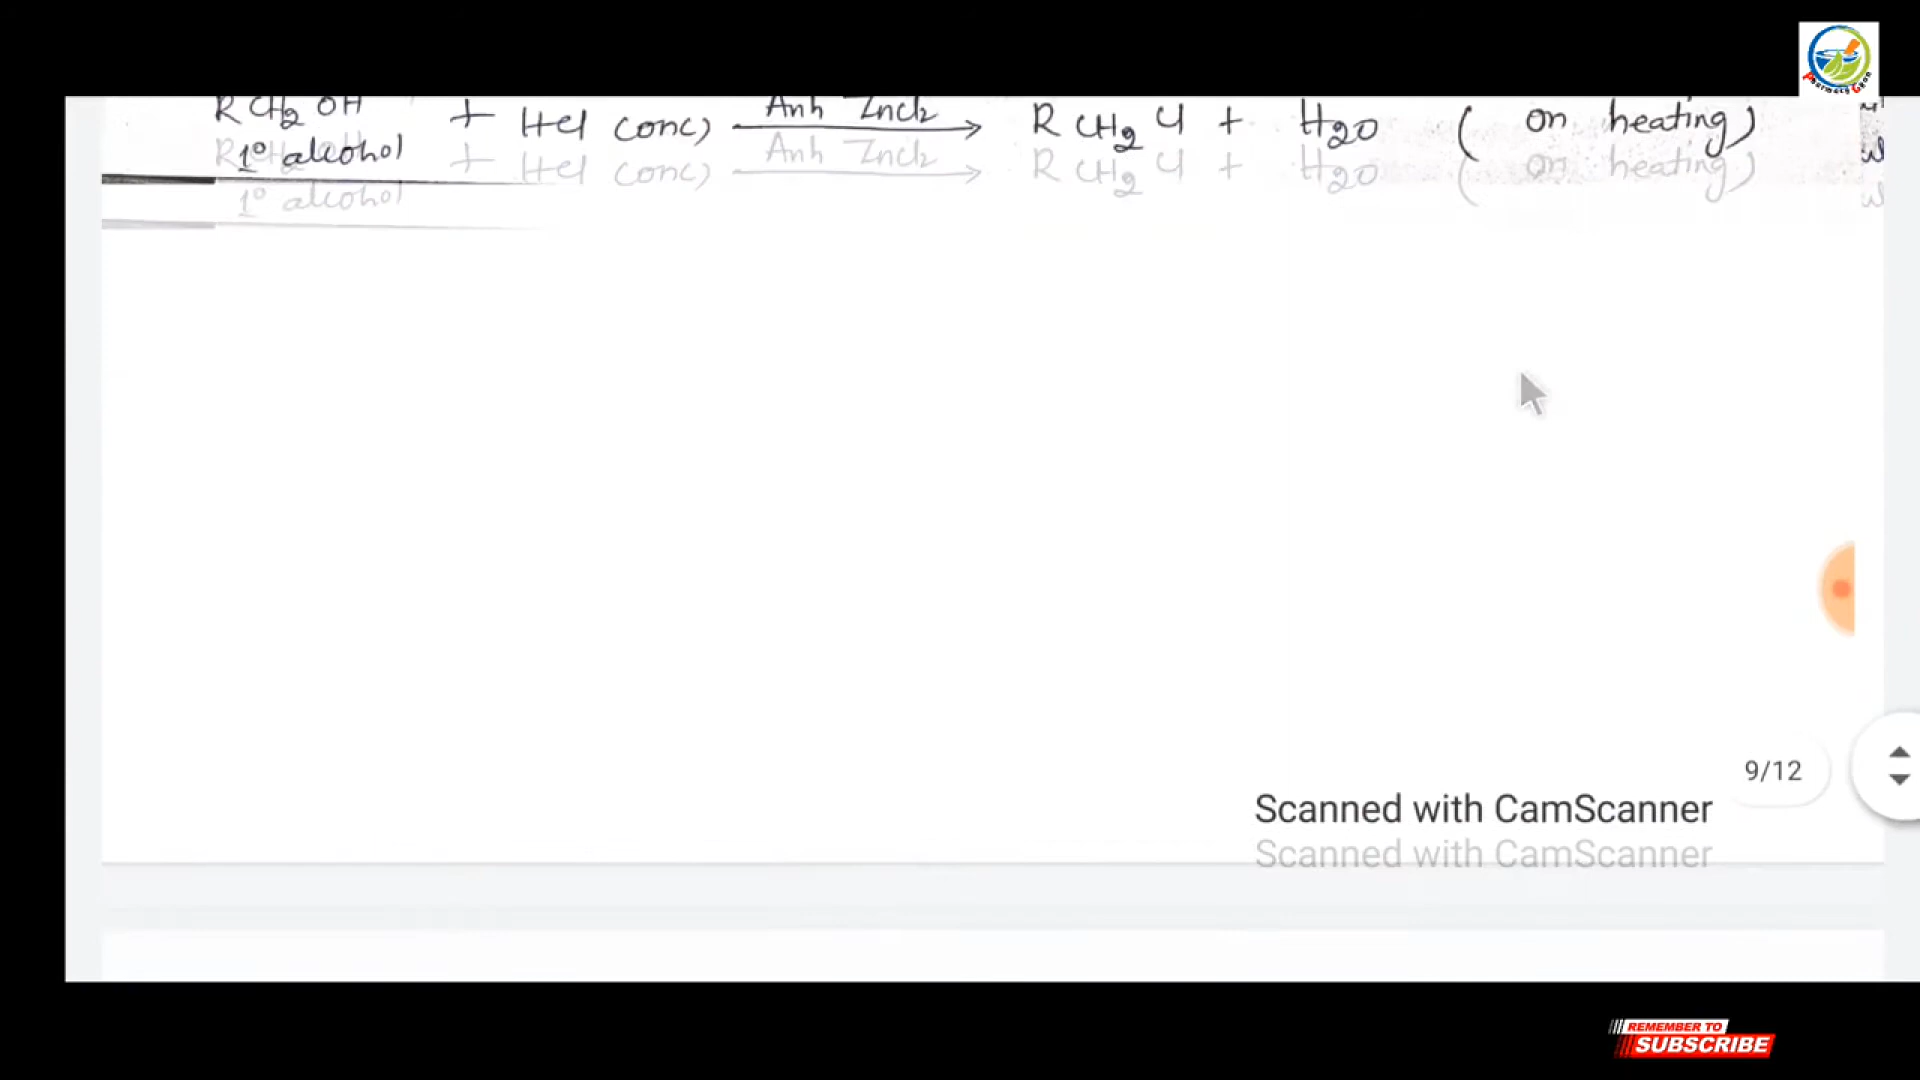 RCH₂OH + HCl (conc) Anh ZnCl₂ → RCH₂Cl + H₂O (on heating)
1° alcohol
9/12
Scanned with CamScanner
REMEMBER TO
SUBSCRIBE